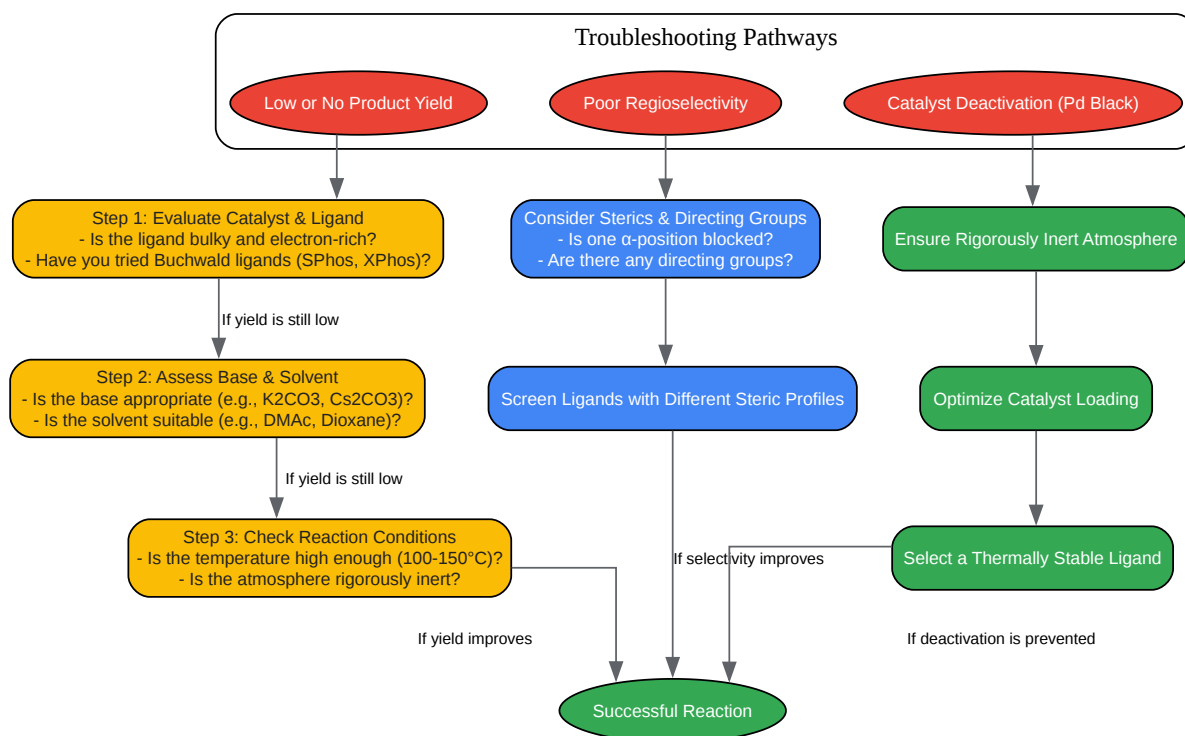 Troubleshooting Pathways
Low or No Product Yield
Poor Regioselectivity
Catalyst Deactivation (Pd Black)
Step 1: Evaluate Catalyst & Ligand
- Is the ligand bulky and electron-rich?
- Have you tried Buchwald ligands (SPhos, XPhos)?
Consider Sterics & Directing Groups
- Is one α-position blocked?
- Are there any directing groups?
Ensure Rigorously Inert Atmosphere
If yield is still low
Step 2: Assess Base & Solvent
- Is the base appropriate (e.g., K2CO3, Cs2CO3)?
- Is the solvent suitable (e.g., DMAc, Dioxane)?
Screen Ligands with Different Steric Profiles
Optimize Catalyst Loading
If yield is still low
Step 3: Check Reaction Conditions
- Is the temperature high enough (100-150°C)?
- Is the atmosphere rigorously inert?
If selectivity improves
Select a Thermally Stable Ligand
If yield improves
If deactivation is prevented
Successful Reaction